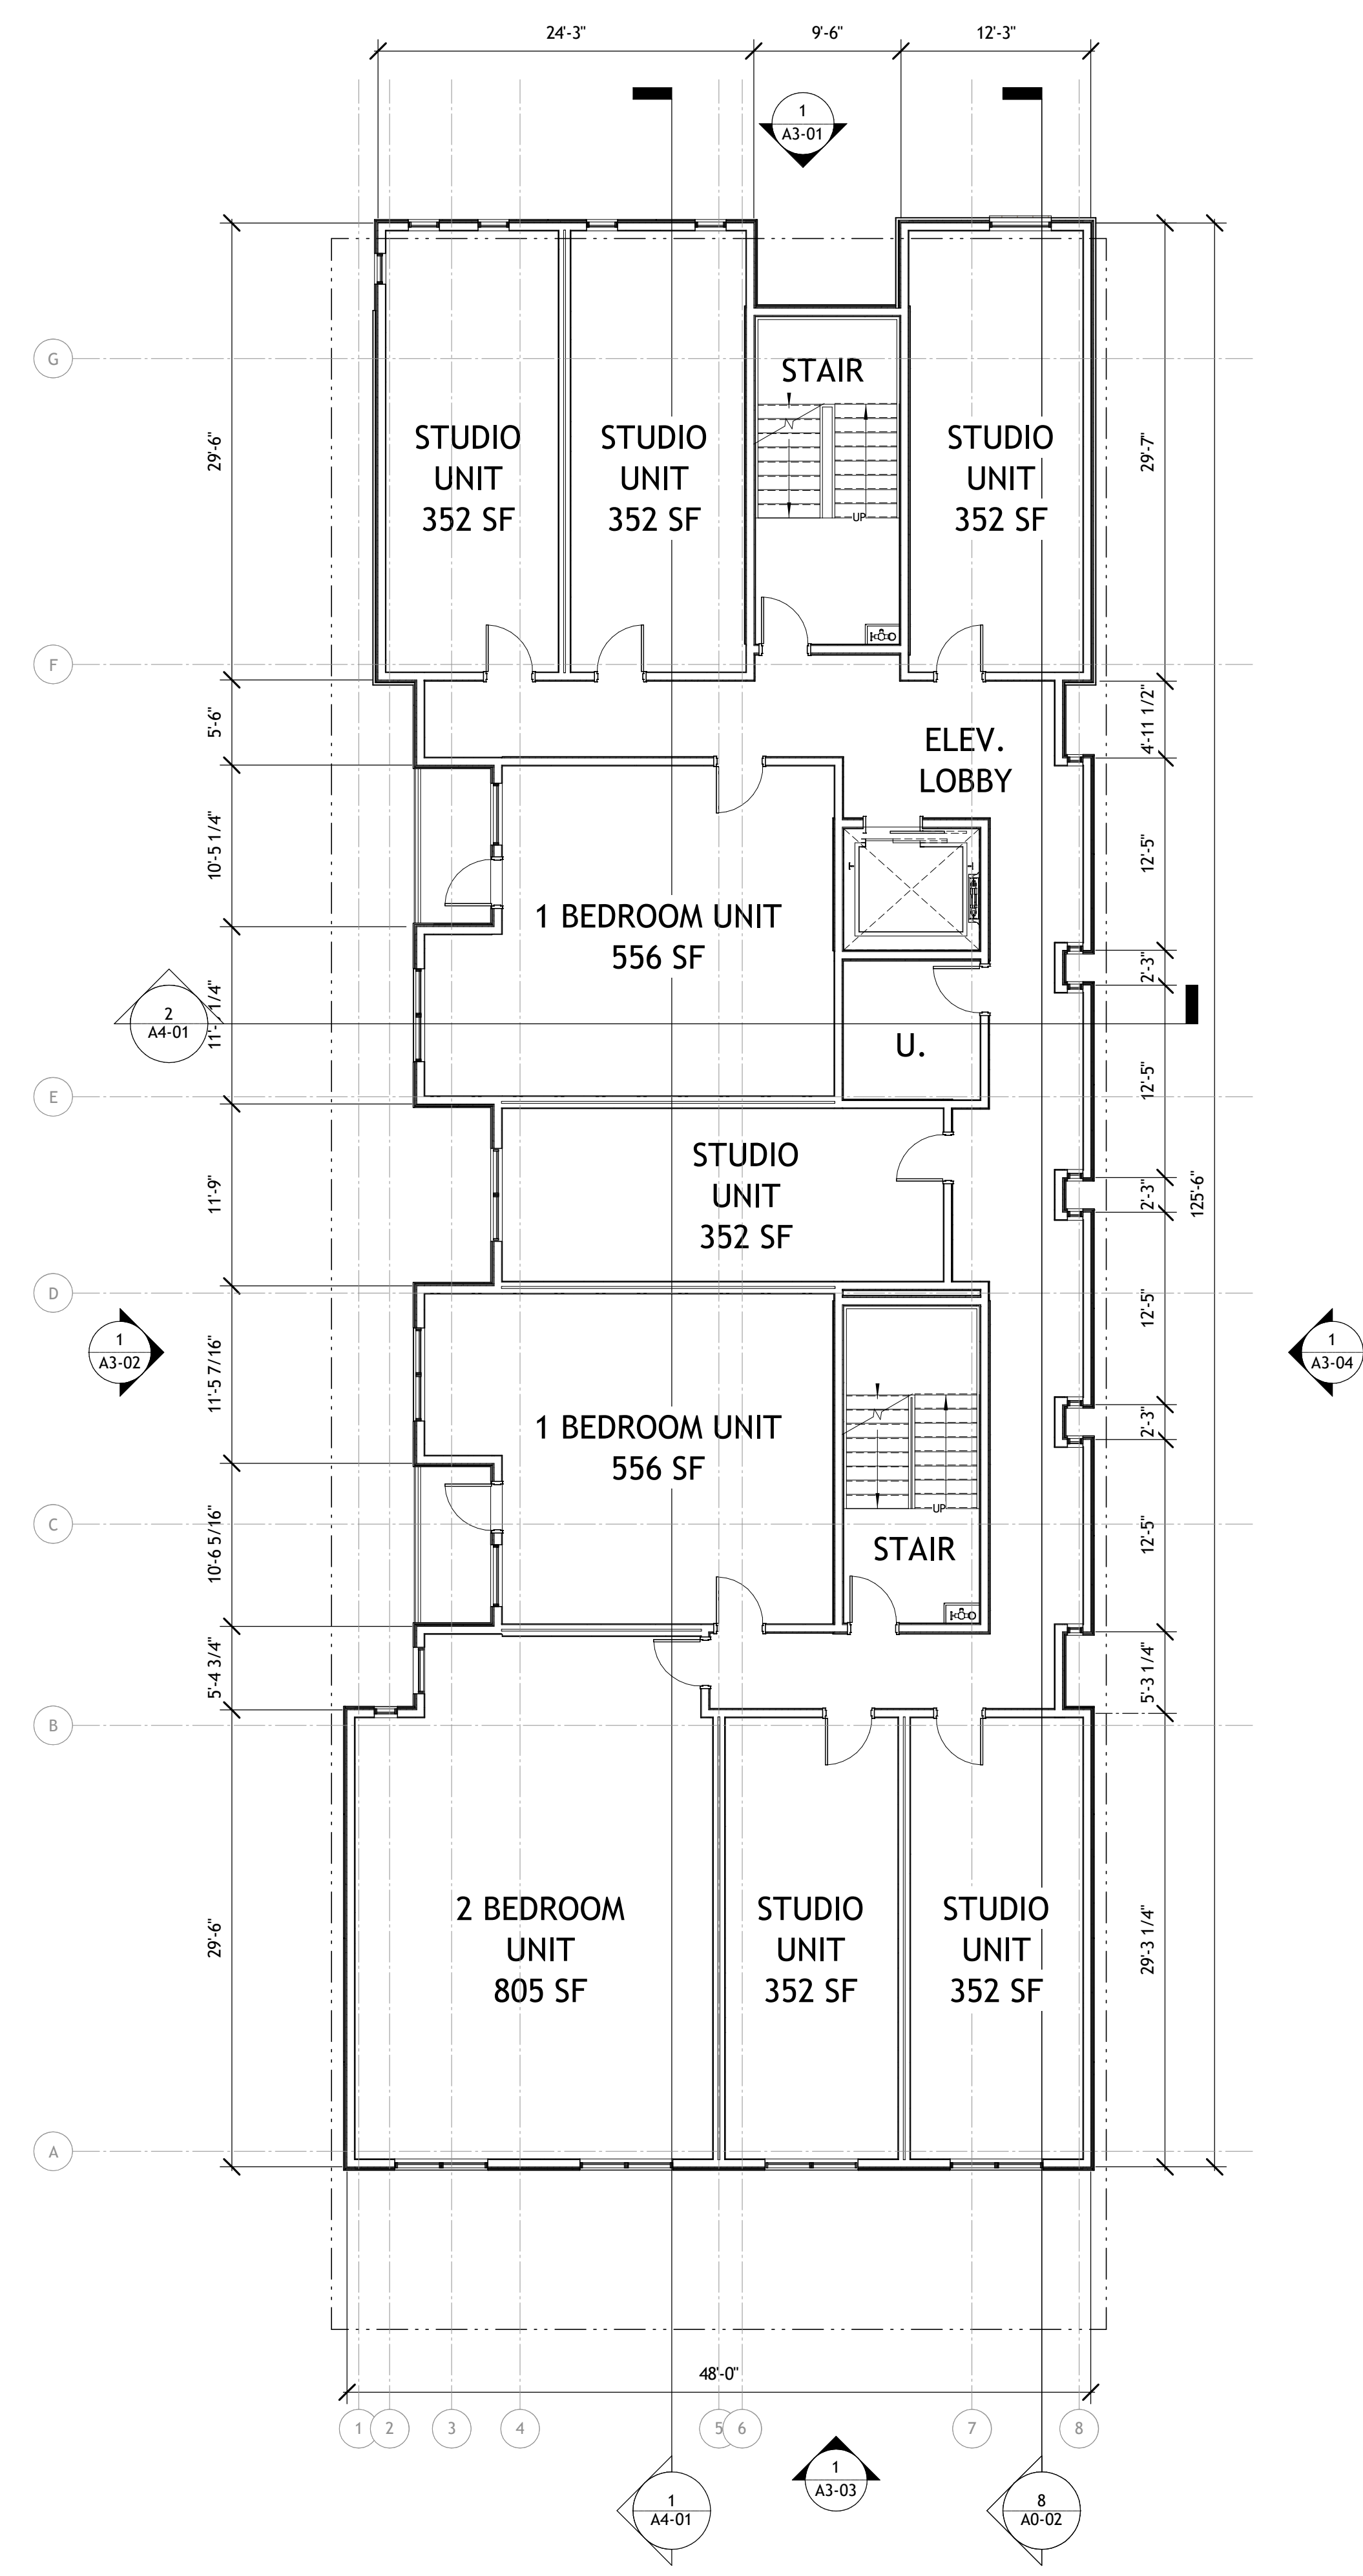 24'-3"
9'-6"
12'-3"
1
A3-01
G
STAIR
STUDIO
UNIT
352 SF
STUDIO
UNIT
352 SF
STUDIO
UNIT
352 SF
29'-6"
29'-7"
UP
F
5'-6"
4'-11 1/2"
ELEV.
LOBBY
10'-5 1/4"
12'-5"
1 BEDROOM UNIT
556 SF
2'-3"
2
A4-01
U.
E
12'-5"
STUDIO
UNIT
352 SF
11'-9"
2'-3"
125'-6"
D
12'-5"
1
A3-02
1
A3-04
11'-5 7/16"
1 BEDROOM UNIT
556 SF
2'-3"
UP
C
STAIR
10'-6 5/16"
12'-5"
5'-4 3/4"
5'-3 1/4"
B
2 BEDROOM
UNIT
805 SF
STUDIO
UNIT
352 SF
STUDIO
UNIT
352 SF
29'-6"
29'-3 1/4"
A
48'-0"
1
2
3
4
5
6
7
8
1
A4-01
1
A3-03
8
A0-02